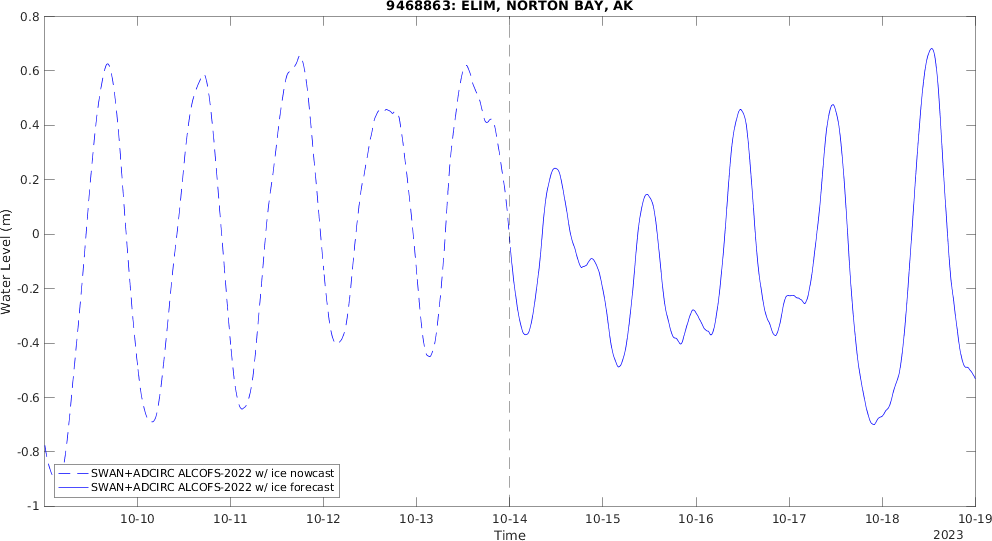 9468863: ELIM, NORTON BAY, AK
Water Level (m)
0.8
0.6
0.4
0.2
0
-0.2
-0.4
-0.6
-0.8
-1
SWAN+ADCIRC ALCOFS-2022 w/ ice nowcast
SWAN+ADCIRC ALCOFS-2022 w/ ice forecast
10-10 10-11 10-12 10-13 10-14 10-15 10-16 10-17 10-18 10-19
Time
2023